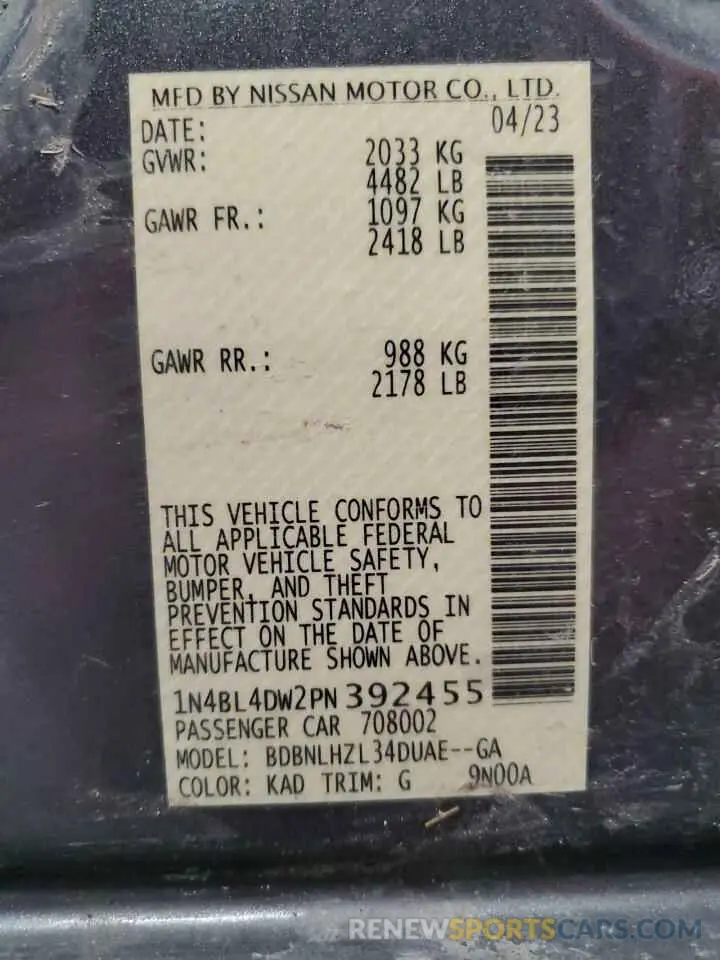 MFD BY NISSAN MOTOR CO., LTD.
DATE: 04/23
GVWR: 2033 KG
4482 LB
GAWR FR.: 1097 KG
2418 LB
GAWR RR.: 988 KG
2178 LB
THIS VEHICLE CONFORMS TO
ALL APPLICABLE FEDERAL
MOTOR VEHICLE SAFETY,
BUMPER, AND THEFT
PREVENTION STANDARDS IN
EFFECT ON THE DATE OF
MANUFACTURE SHOWN ABOVE.
1N4BL4DW2PN392455
PASSENGER CAR 708002
MODEL: BDBNLHZL34DUAE--GA
COLOR: KAD TRIM: G 9N00A
RENEWSPORTSCARS.COM